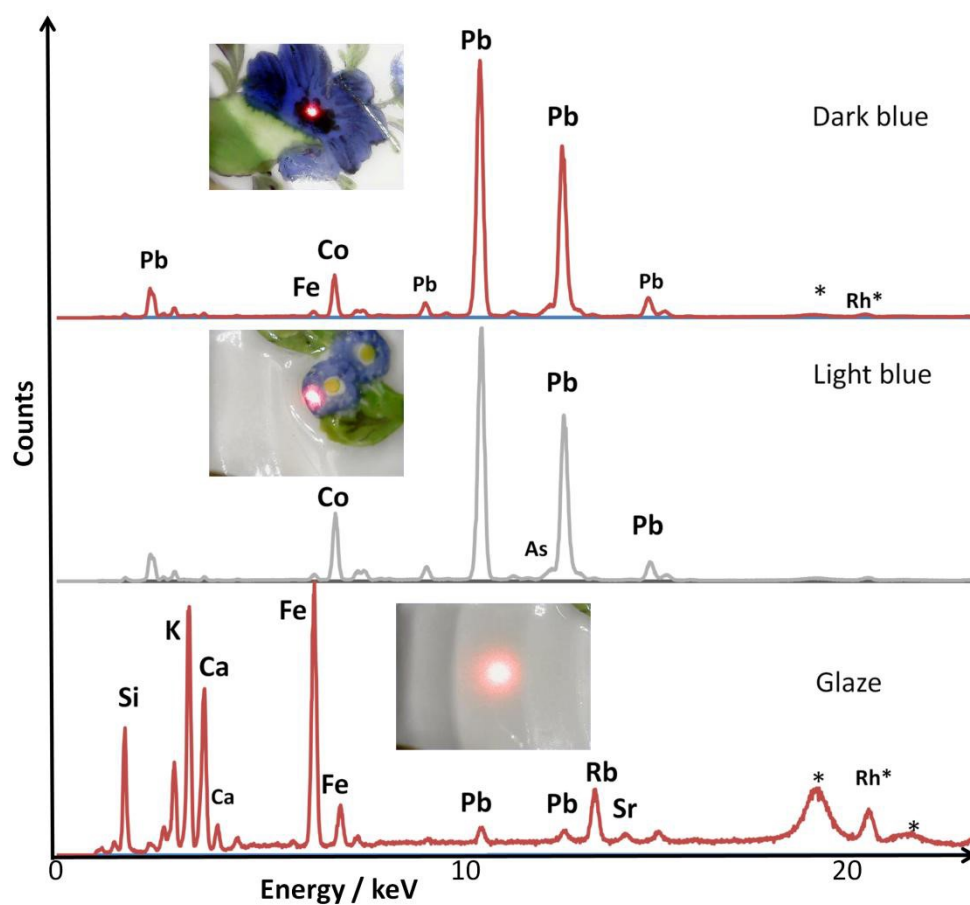 Pb
Pb
Dark blue
Pb
Fe
Co
Pb
Pb
*
Rh*
Light blue
Pb
Co
As
Pb
Counts
Fe
K
Ca
Si
Glaze
Ca
Fe
Pb
Pb
Rb
Sr
*
Rh*
*
0
10
20
Energy / keV